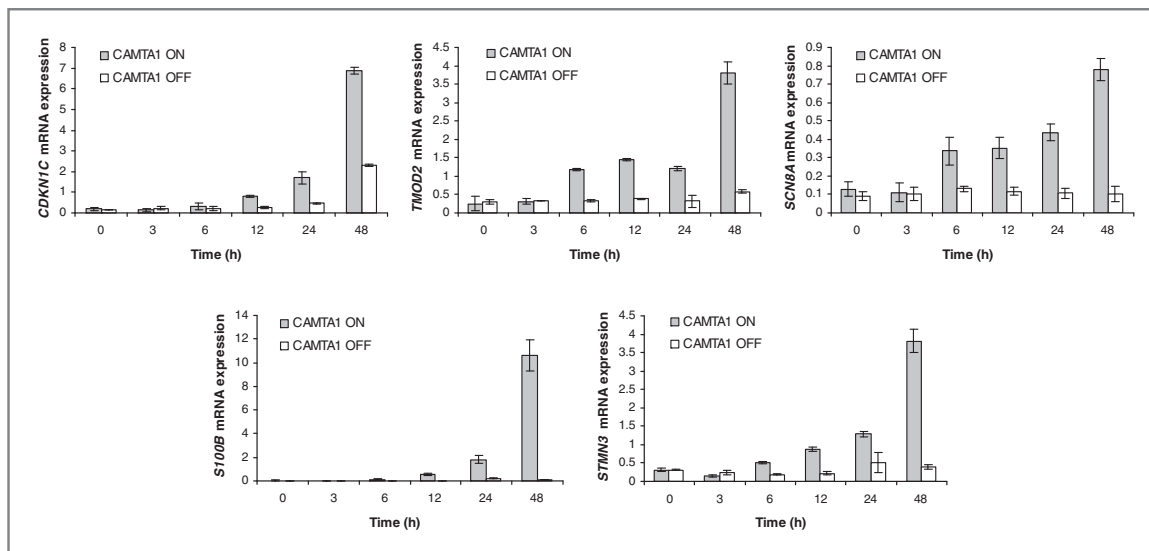 CDKN1C mRNA expression
8
7
6
5
4
3
2
1
0
CAMTA1 ON
CAMTA1 OFF
0 3 6 12 24 48
Time (h)
TMOD2 mRNA expression
4.5
4
3.5
3
2.5
2
1.5
1
0.5
0
CAMTA1 ON
CAMTA1 OFF
0 3 6 12 24 48
Time (h)
SCN8A mRNA expression
0.9
0.8
0.7
0.6
0.5
0.4
0.3
0.2
0.1
0
CAMTA1 ON
CAMTA1 OFF
0 3 6 12 24 48
Time (h)
S100B mRNA expression
14
12
10
8
6
4
2
0
CAMTA1 ON
CAMTA1 OFF
0 3 6 12 24 48
Time (h)
STMN3 mRNA expression
4.5
4
3.5
3
2.5
2
1.5
1
0.5
0
CAMTA1 ON
CAMTA1 OFF
0 3 6 12 24 48
Time (h)